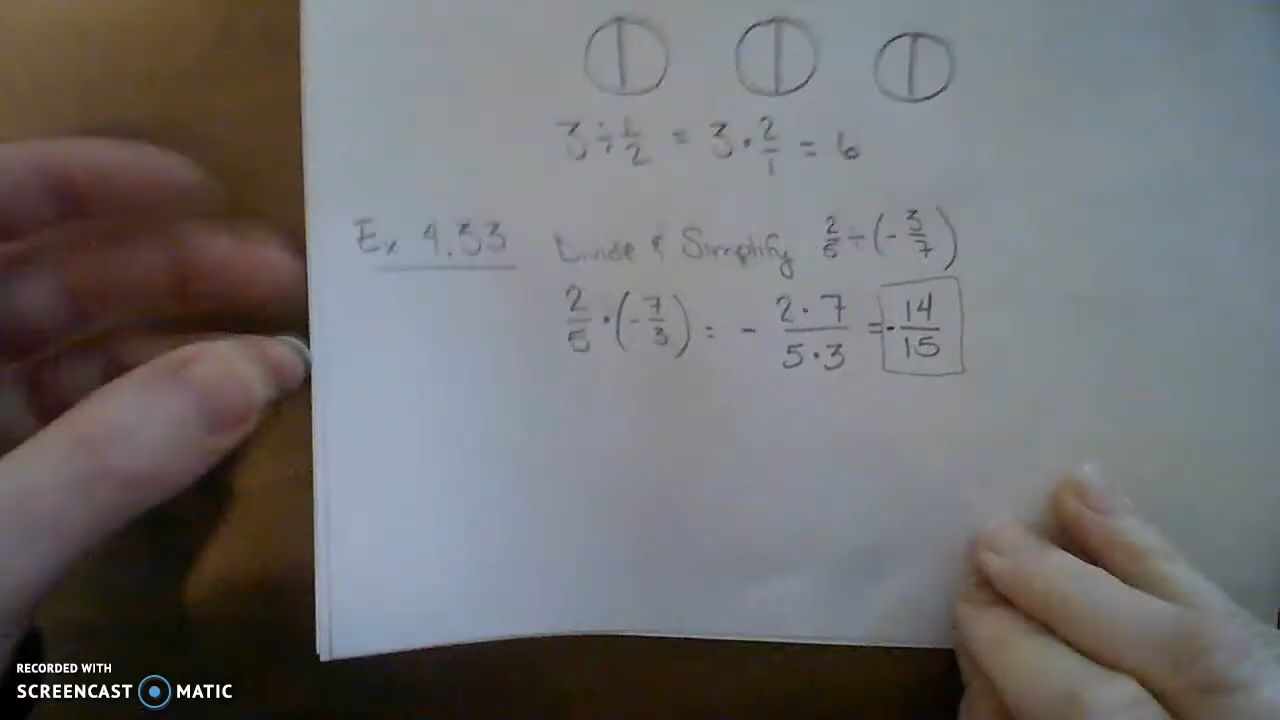 3 ÷ 1/2 = 3 · 2/1 = 6
Ex 4.33 Divide & Simplify 2/5 ÷ (- 3/7)
2/5 · (- 7/3) = - 2·7/5·3 = - 14/15
RECORDED WITH
SCREENCAST MATIC